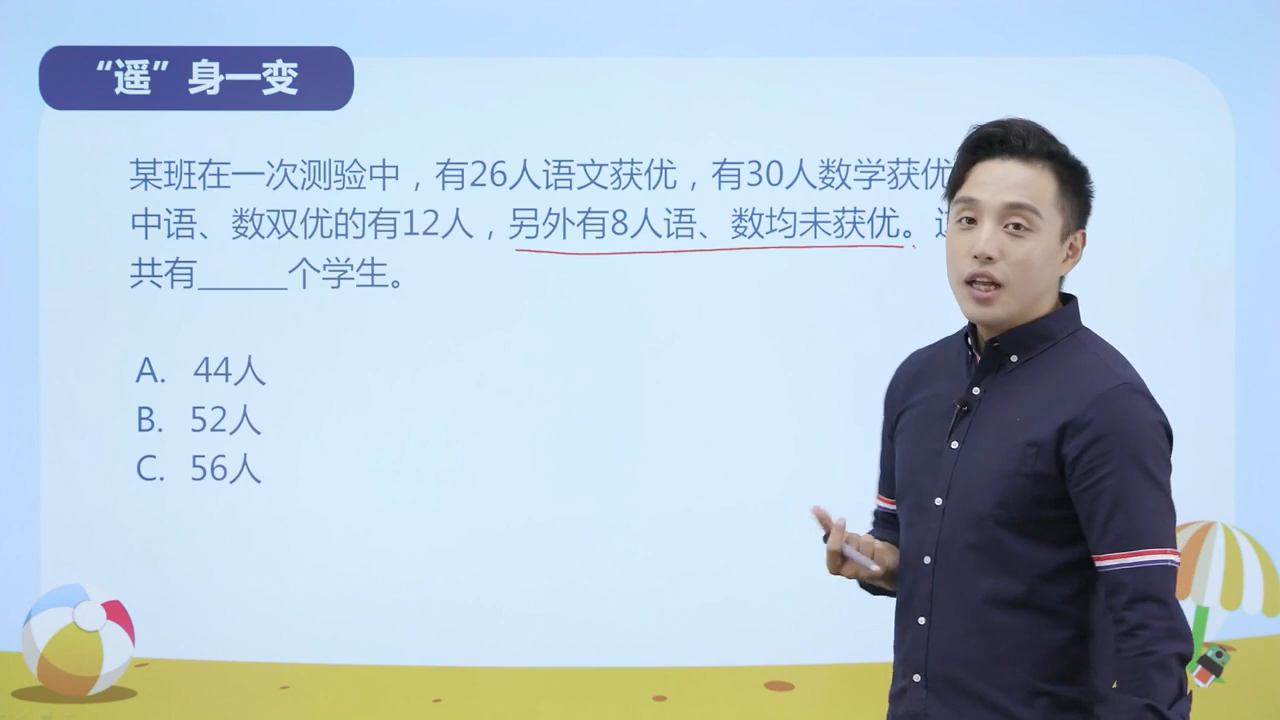 “遥”身一变
某班在一次测验中，有26人语文获优，有30人数学获优
中语、数双优的有12人，另外有8人语、数均未获优。
共有______个学生。
A. 44人
B. 52人
C. 56人